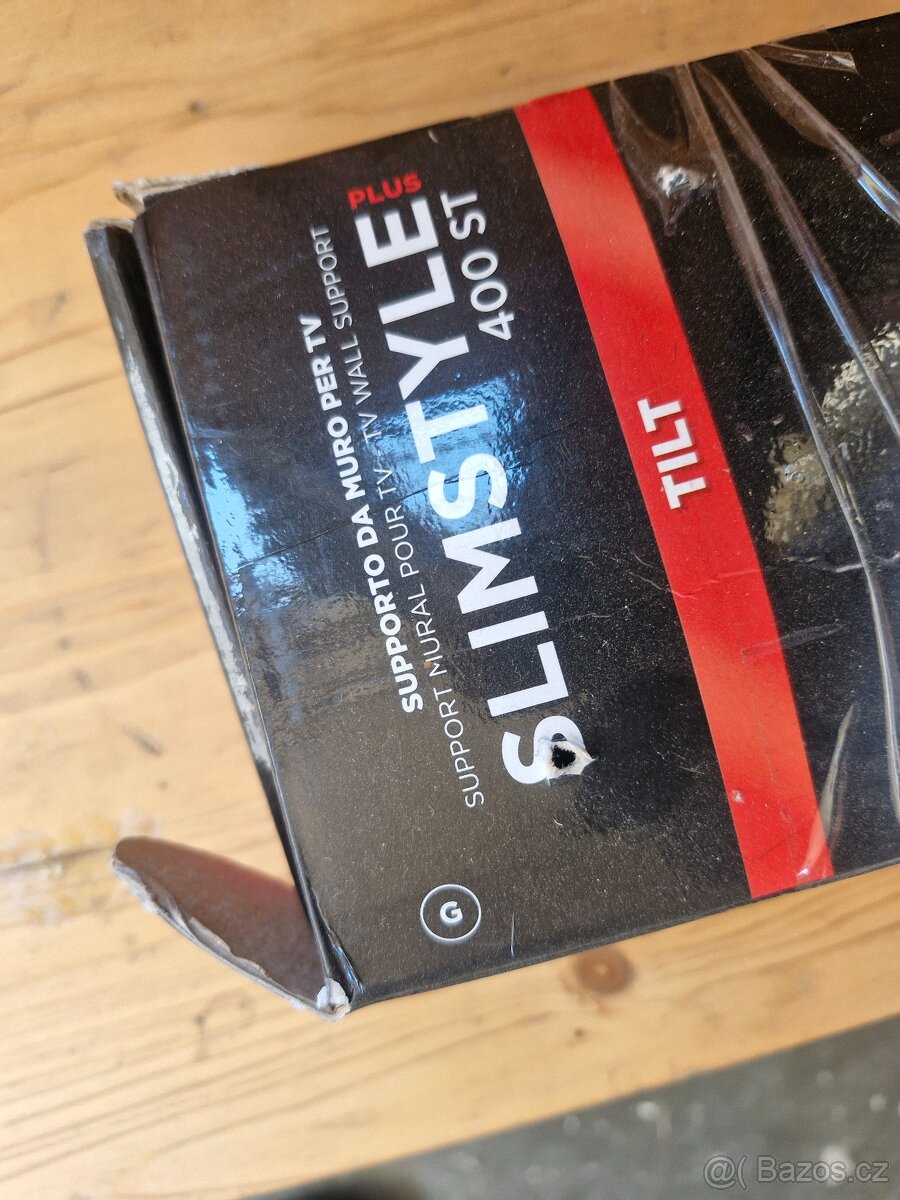 SUPPORTO DA MURO PER TV
SUPPORT MURAL POUR TV - TV WALL SUPPORT
SLIMSTYLE PLUS
400 ST
TILT
G
@( Bazos.cz